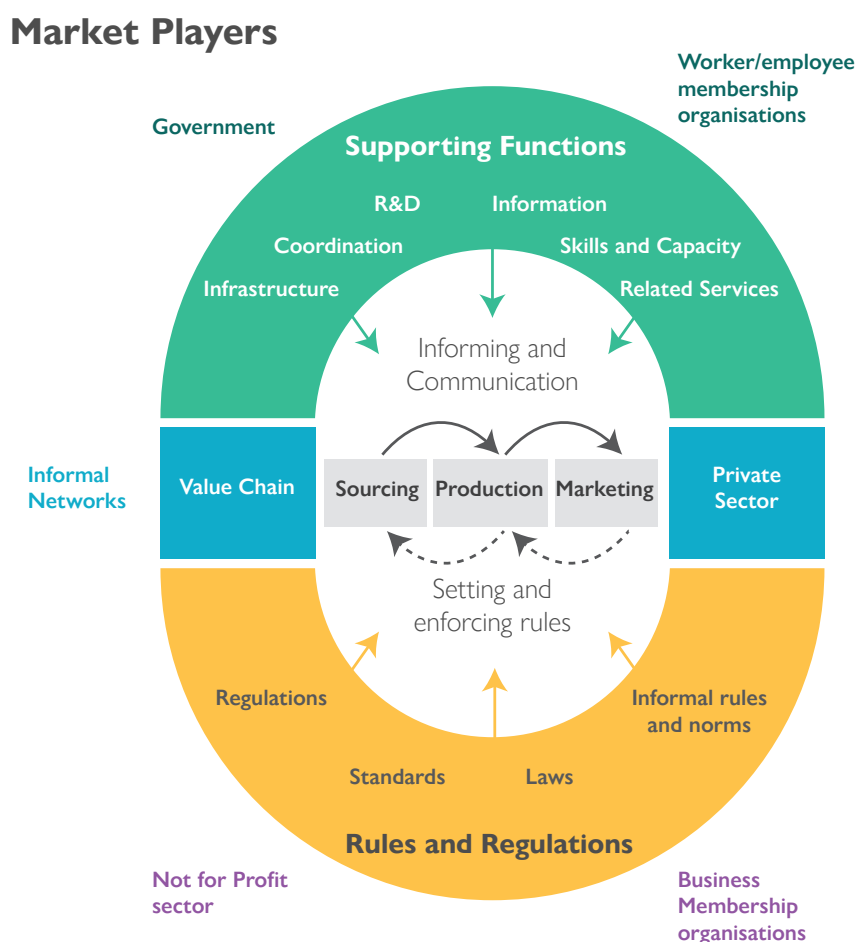 Market Players
Worker/employee
membership
organisations
Government
Supporting Functions
R&D
Information
Coordination
Skills and Capacity
Infrastructure
Related Services
Informing and
Communication
Informal
Networks
Value Chain
Sourcing
Production
Marketing
Private
Sector
Setting and
enforcing rules
Regulations
Informal rules
and norms
Standards
Laws
Rules and Regulations
Not for Profit
sector
Business
Membership
organisations